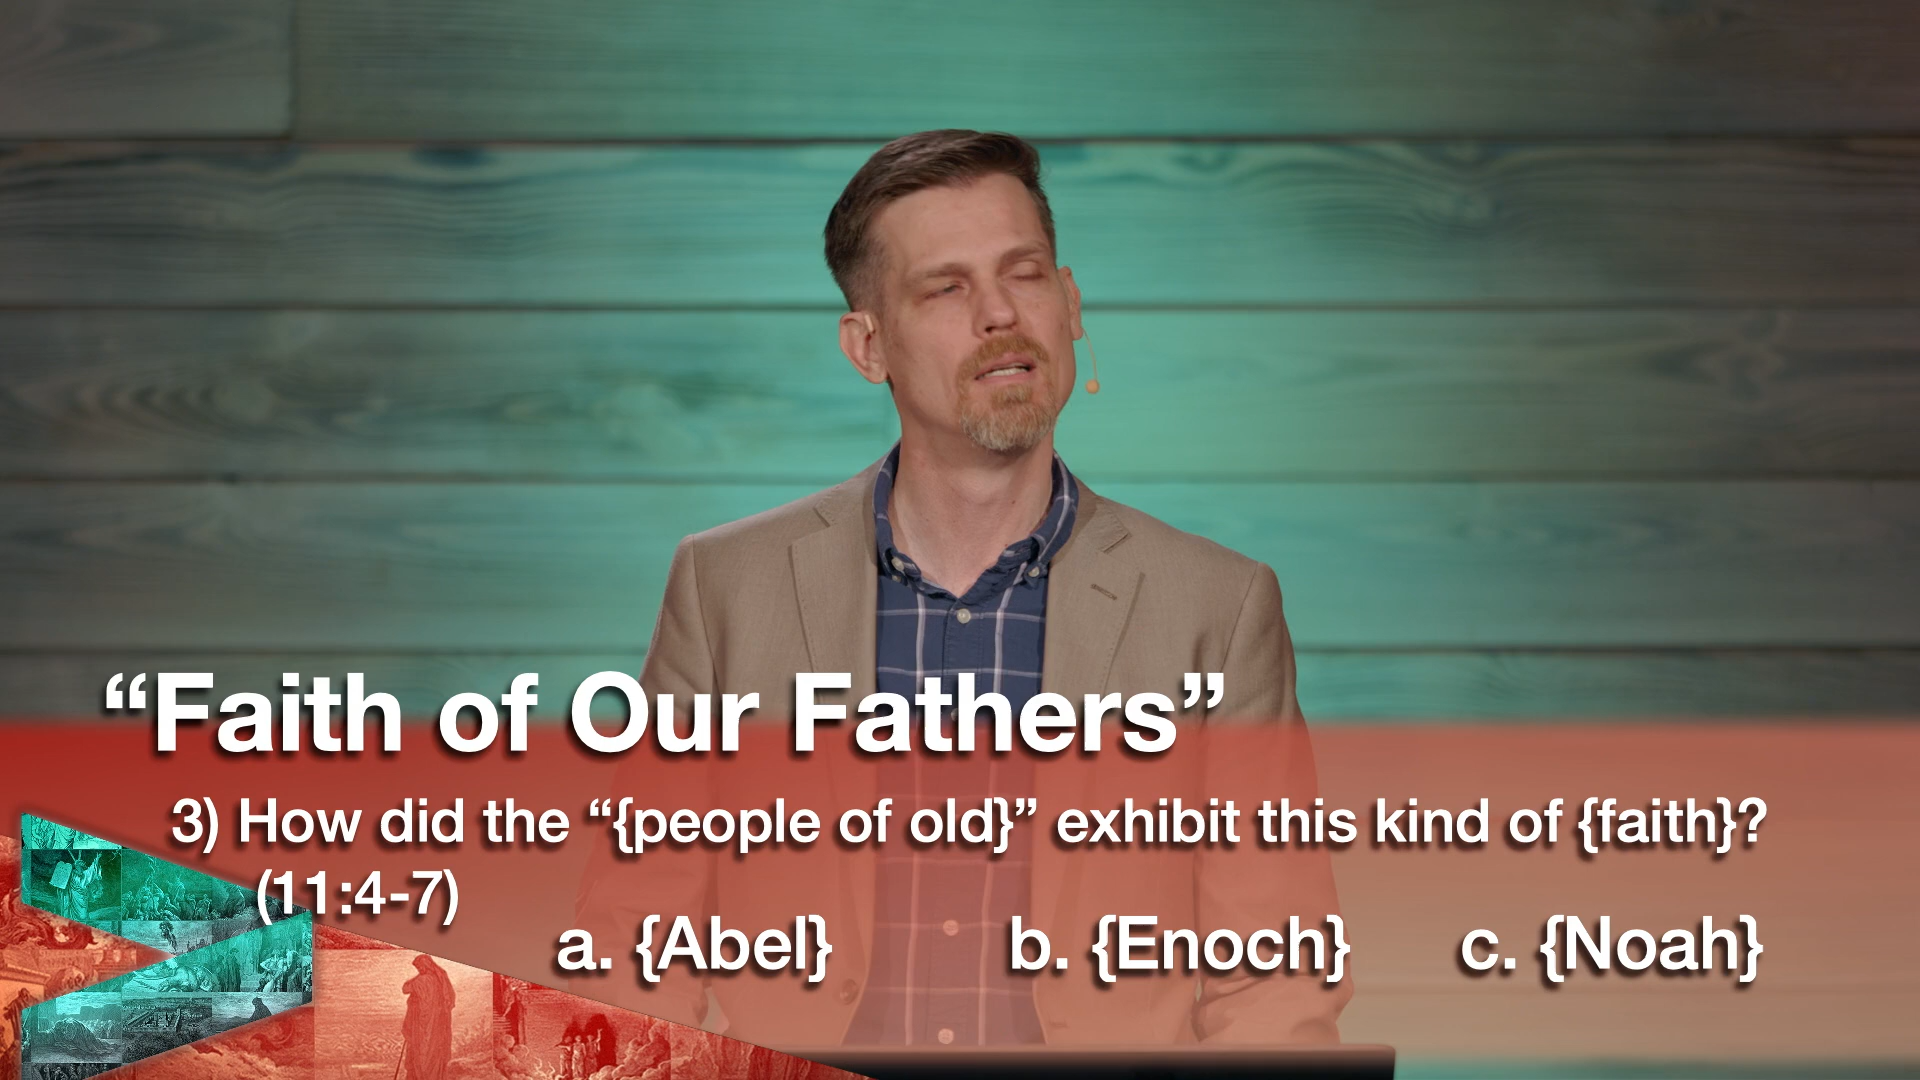 “Faith of Our Fathers”
3) How did the “{people of old}” exhibit this kind of {faith}?
(11:4-7)
a. {Abel} b. {Enoch} c. {Noah}